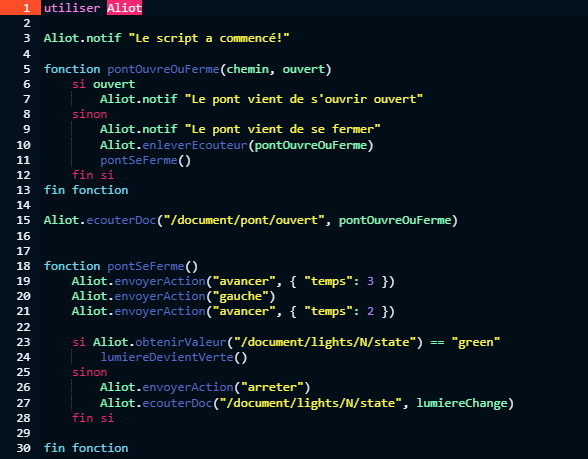 1 utiliser Aliot
2
3 Aliot.notif "Le script a commencé!"
4
5 fonction pontOuvreOuFerme(chemin, ouvert)
6 si ouvert
7 Aliot.notif "Le pont vient de s'ouvrir ouvert"
8 sinon
9 Aliot.notif "Le pont vient de se fermer"
10 Aliot.enleverEcouteur(pontOuvreOuFerme)
11 pontSeFerme()
12 fin si
13 fin fonction
14
15 Aliot.ecouterDoc("/document/pont/ouvert", pontOuvreOuFerme)
16
17
18 fonction pontSeFerme()
19 Aliot.envoyerAction("avancer", { "temps": 3 })
20 Aliot.envoyerAction("gauche")
21 Aliot.envoyerAction("avancer", { "temps": 2 })
22
23 si Aliot.obtenirValeur("/document/lights/N/state") == "green"
24 lumiereDevientVerte()
25 sinon
26 Aliot.envoyerAction("arreter")
27 Aliot.ecouterDoc("/document/lights/N/state", lumiereChange)
28 fin si
29
30 fin fonction